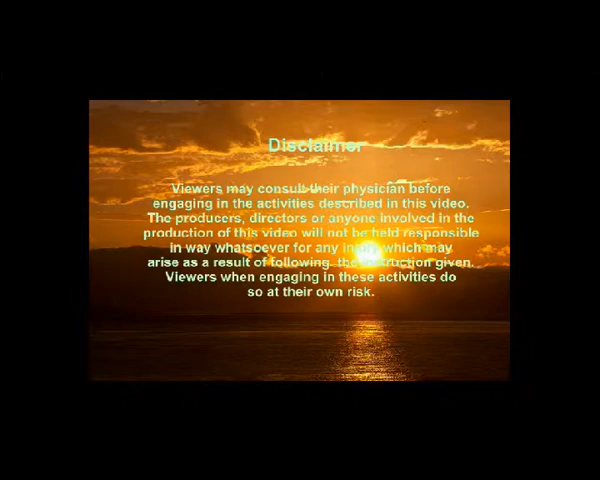 Disclaimer
Viewers may consult their physician before
engaging in the activities described in this video.
The producers, directors or anyone involved in the
production of this video will not be held responsible
in way whatsoever for any injury which may
arise as a result of following the instruction given.
Viewers when engaging in these activities do
so at their own risk.